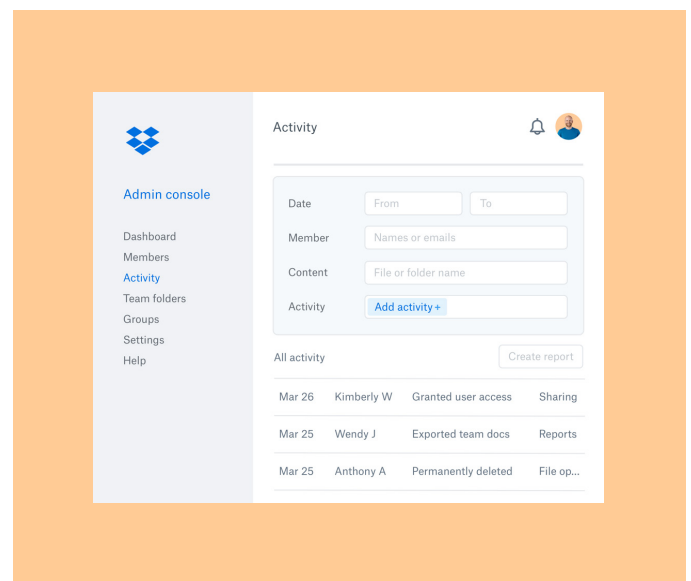 Activity
Admin console
Dashboard
Members
Activity
Team folders
Groups
Settings
Help
Date From To
Member Names or emails
Content File or folder name
Activity Add activity +
All activity Create report
Mar 26 Kimberly W Granted user access Sharing
Mar 25 Wendy J Exported team docs Reports
Mar 25 Anthony A Permanently deleted File op...